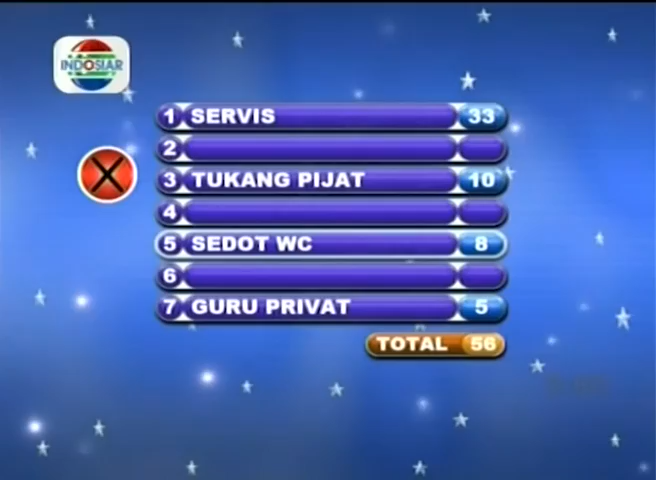 INDOSIAR
1 SERVIS 33
2
3 TUKANG PIJAT 10
4
5 SEDOT WC 8
6
7 GURU PRIVAT 5
TOTAL 56